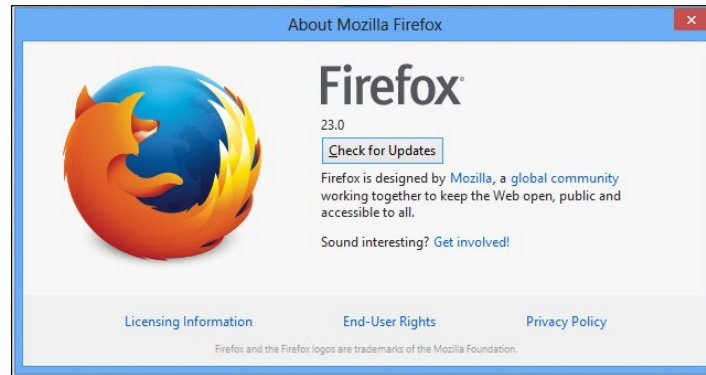 About Mozilla Firefox
Firefox
23.0
Check for Updates
Firefox is designed by Mozilla, a global community
working together to keep the Web open, public and
accessible to all.
Sound interesting? Get involved!
Licensing Information End-User Rights Privacy Policy
Firefox and the Firefox logos are trademarks of the Mozilla Foundation.